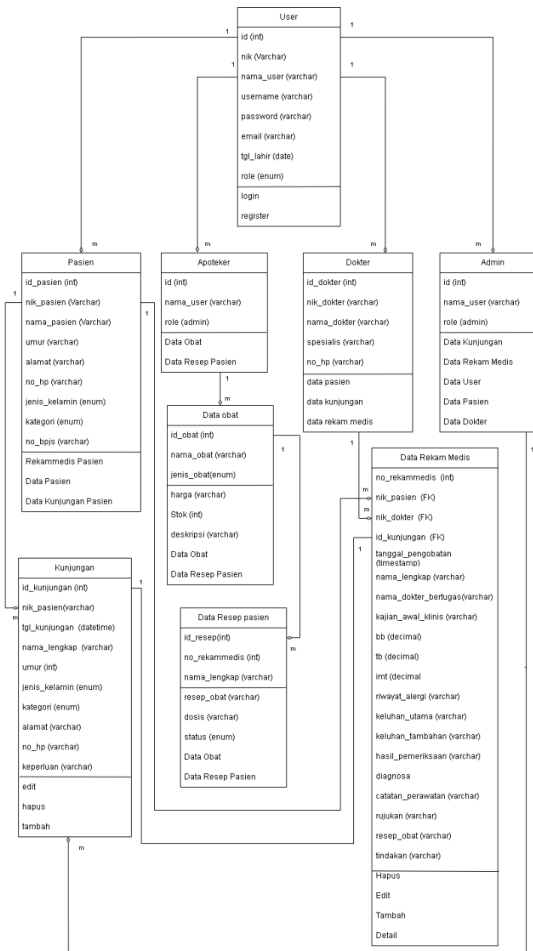 User
id (int)
nik (Varchar)
nama_user (varchar)
username (varchar)
password (varchar)
email (varchar)
tgl_lahir (date)
role (enum)
login
register
1
1
1
1
m
m
m
m
Pasien
id_pasien (int)
nik_pasien (Varchar)
nama_pasien (Varchar)
umur (varchar)
alamat (varchar)
no_hp (varchar)
jenis_kelamin (enum)
kategori (enum)
no_bpjs (varchar)
Rekammedis Pasien
Data Pasien
Data Kunjungan Pasien
1
1
Apoteker
id (int)
nama_user (varchar)
role (admin)
Data Obat
Data Resep Pasien
1
m
Dokter
id_dokter (int)
nik_dokter (varchar)
nama_dokter (varchar)
spesialis (varchar)
no_hp (varchar)
data pasien
data kunjungan
data rekam medis
1
Admin
id (int)
nama_user (varchar)
role (admin)
Data Kunjungan
Data Rekam Medis
Data User
Data Pasien
Data Dokter
1
Data obat
id_obat (int)
nama_obat (varchar)
jenis_obat(enum)
harga (varchar)
Stok (int)
deskripsi (varchar)
Data Obat
Data Resep Pasien
1
m
Data Rekam Medis
no_rekammedis (int)
nik_pasien (FK)
nik_dokter (FK)
id_kunjungan (FK)
tanggal_pengobatan
(timestamp)
nama_lengkap (varchar)
nama_dokter_bertugas(varchar)
kajian_awal_klinis (varchar)
bb (decimal)
tb (decimal)
imt (decimal
riwayat_alergi (varchar)
keluhan_utama (varchar)
keluhan_tambahan (varchar)
hasil_pemeriksaan (varchar)
diagnosa
catatan_perawatan (varchar)
rujukan (varchar)
resep_obat (varchar)
tindakan (varchar)
Hapus
Edit
Tambah
Detail
m
m
1
Kunjungan
id_kunjungan (int)
nik_pasien(varchar)
tgl_kunjungan (datetime)
nama_lengkap (varchar)
umur (int)
jenis_kelamin (enum)
kategori (enum)
alamat (varchar)
no_hp (varchar)
keperluan (varchar)
edit
hapus
tambah
1
m
m
Data Resep pasien
id_resep(int)
no_rekammedis (int)
nama_lengkap (varchar)
resep_obat (varchar)
dosis (varchar)
status (enum)
Data Obat
Data Resep Pasien